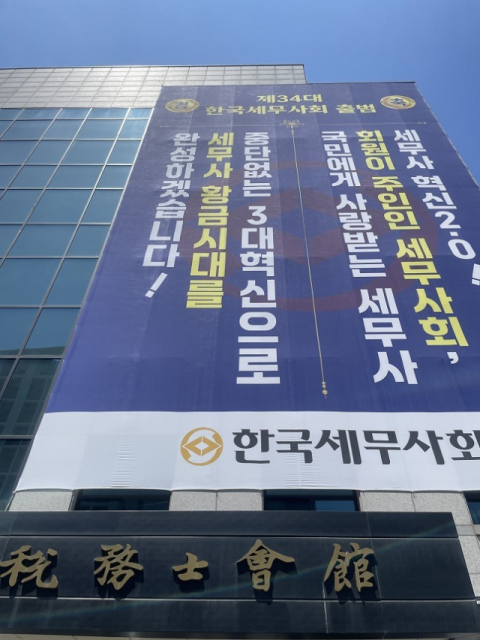 제34대
한국세무사회 출범
세무사 혁신2.0!
회원이 주인인 세무사회,
국민에게 사랑받는 세무사
중단없는 3대혁신으로
세무사 황금시대를
완성하겠습니다!
한국세무사회
税務士會館